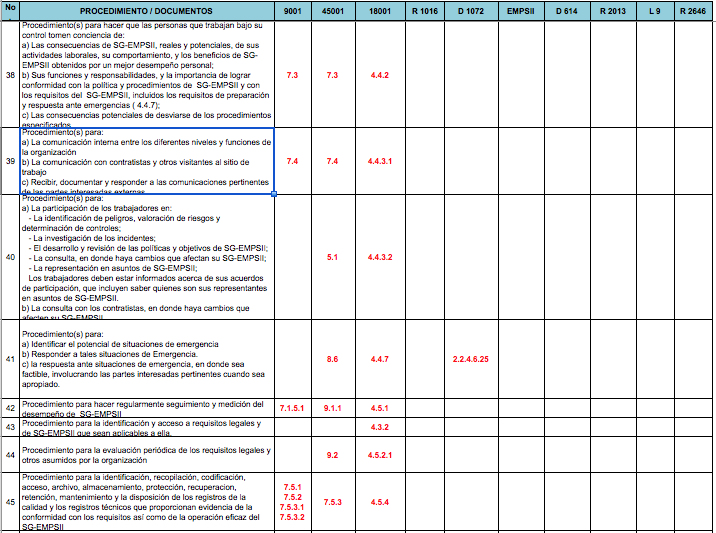 No
.
PROCEDIMIENTO / DOCUMENTOS 9001 45001 18001 R 1016 D 1072 EMPSII D 614 R 2013 L 9 R 2646
38
Procedimiento(s) para hacer que las personas que trabajan bajo su
control tomen conciencia de:
a) Las consecuencias de SG-EMPSII, reales y potenciales, de sus
actividades laborales, su comportamiento, y los beneficios de SG-
EMPSII obtenidos por un mejor desempeño personal;
b) Sus funciones y responsabilidades, y la importancia de lograr
conformidad con la política y procedimientos de SG-EMPSII y con
los requisitos del SG-EMPSII, incluidos los requisitos de preparación
y respuesta ante emergencias ( 4.4.7);
c) Las consecuencias potenciales de desviarse de los procedimientos
especificados
7.3 7.3 4.4.2
39
Procedimiento(s) para:
a) La comunicación interna entre los diferentes niveles y funciones de
la organización
b) La comunicación con contratistas y otros visitantes al sitio de
trabajo
c) Recibir, documentar y responder a las comunicaciones pertinentes
de las partes interesadas externas
7.4 7.4 4.4.3.1
40
Procedimiento(s) para:
a) La participación de los trabajadores en:
- La identificación de peligros, valoración de riesgos y
determinación de controles;
- La investigación de los incidentes;
- El desarrollo y revisión de las políticas y objetivos de SG-EMPSII;
- La consulta, en donde haya cambios que afectan su SG-EMPSII;
- La representación en asuntos de SG-EMPSII;
Los trabajadores deben estar informados acerca de sus acuerdos
de participación, que incluyen saber quienes son sus representantes
en asuntos de SG-EMPSII.
b) La consulta con los contratistas, en donde haya cambios que
afecten su SG-EMPSII
5.1 4.4.3.2
41
Procedimiento(s) para:
a) Identificar el potencial de situaciones de emergencia
b) Responder a tales situaciones de Emergencia.
c) la respuesta ante situaciones de emergencia, en donde sea
factible, involucrando las partes interesadas pertinentes cuando sea
apropiado.
8.6 4.4.7 2.2.4.6.25
42
Procedimiento para hacer regularmente seguimiento y medición del
desempeño de SG-EMPSII
7.1.5.1 9.1.1 4.5.1
43
Procedimiento para la identificación y acceso a requisitos legales y
de SG-EMPSII que sean aplicables a ella.
4.3.2
44
Procedimiento para la evaluación periódica de los requisitos legales y
otros asumidos por la organización
9.2 4.5.2.1
45
Procedimiento para la identificación, recopilación, codificación,
acceso, archivo, almacenamiento, protección, recuperacion,
retención, mantenimiento y la disposición de los registros de la
calidad y los registros técnicos que proporcionan evidencia de la
conformidad con los requisitos así como de la operación eficaz del
SG-EMPSII
7.5.1
7.5.2
7.5.3.1
7.5.3.2
7.5.3 4.5.4